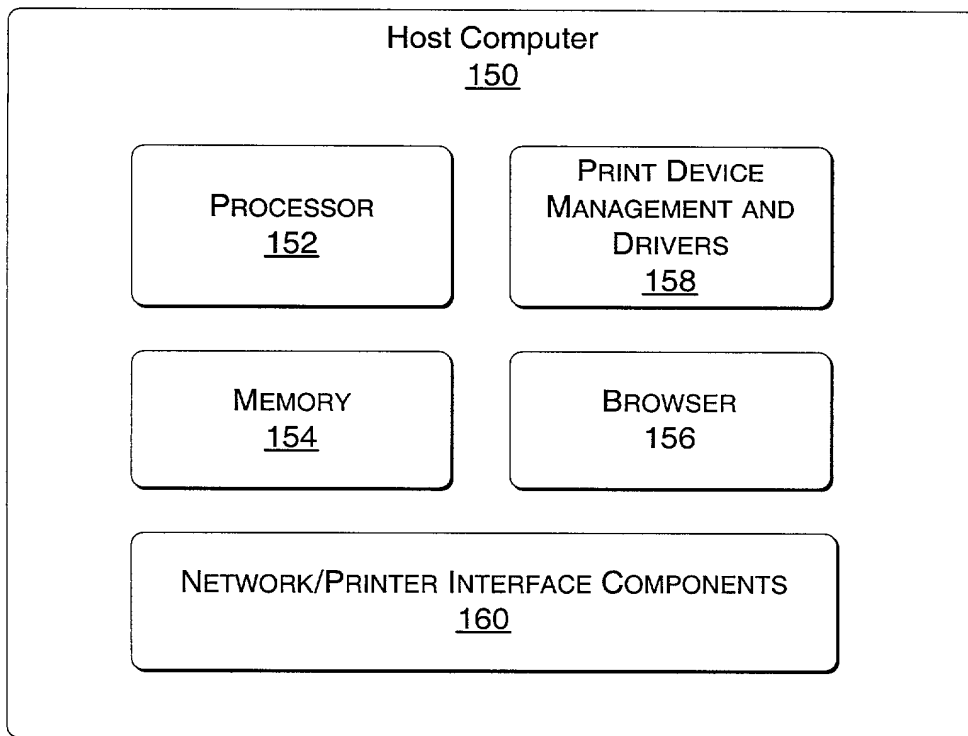 Host Computer
150
PROCESSOR
152
PRINT DEVICE
MANAGEMENT AND
DRIVERS
158
MEMORY
154
BROWSER
156
NETWORK/PRINTER INTERFACE COMPONENTS
160